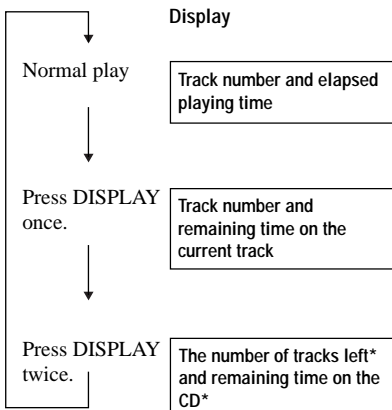 Display
Normal play
Track number and elapsed
playing time
Press DISPLAY
once.
Track number and
remaining time on the
current track
Press DISPLAY
twice.
The number of tracks left*
and remaining time on the
CD*